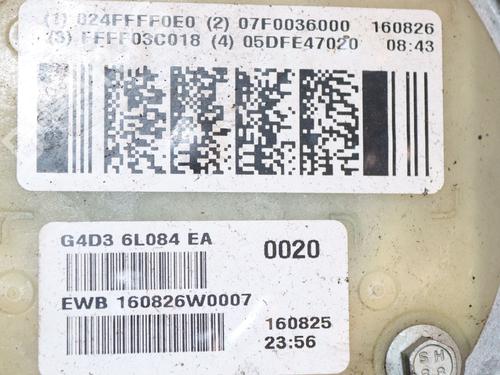 (1) 024FFFF0E0 (2) 07F0036000 160826
(3) FFFF03C018 (4) 05DFE47020 08:43
G4D3 6L084 EA 0020
EWB 160826W0007
160825
23:56